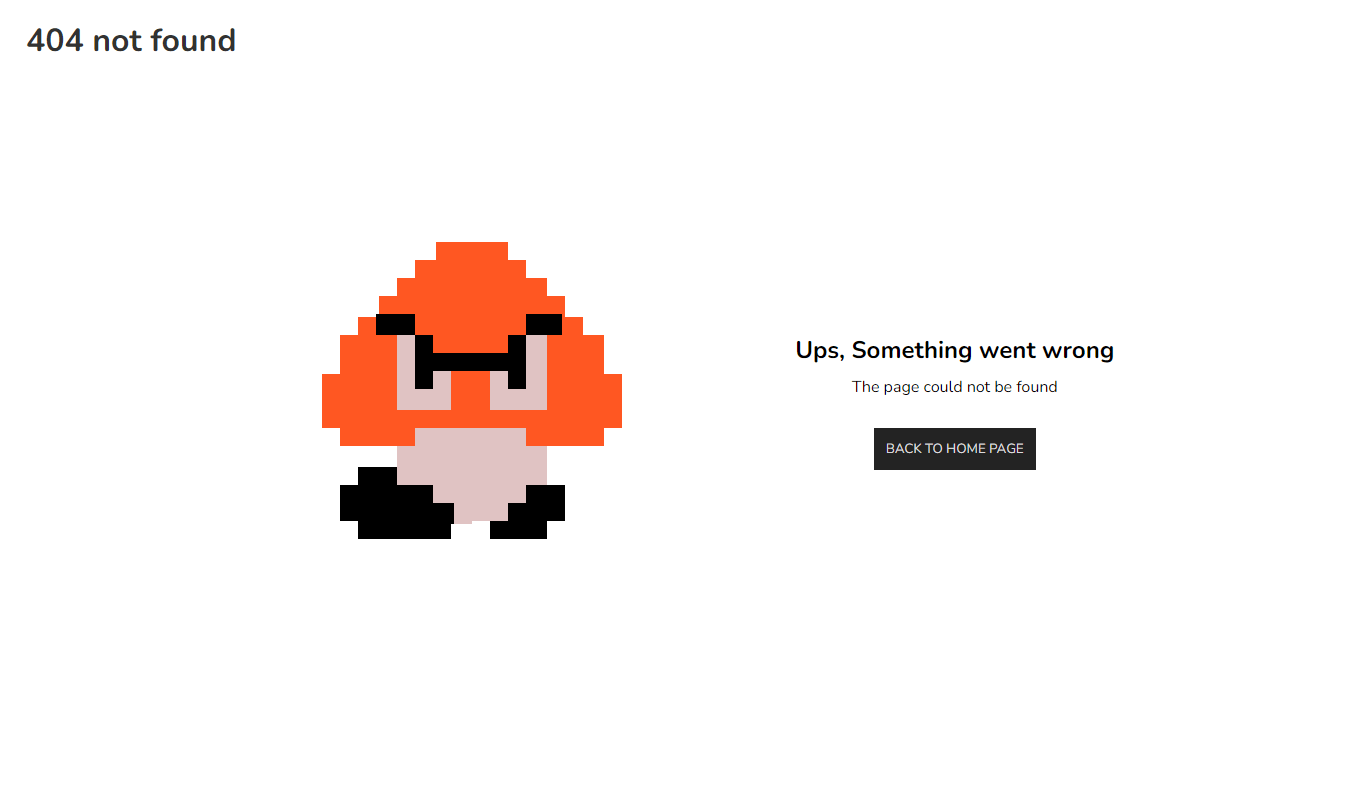 404 not found
Ups, Something went wrong
The page could not be found
BACK TO HOME PAGE